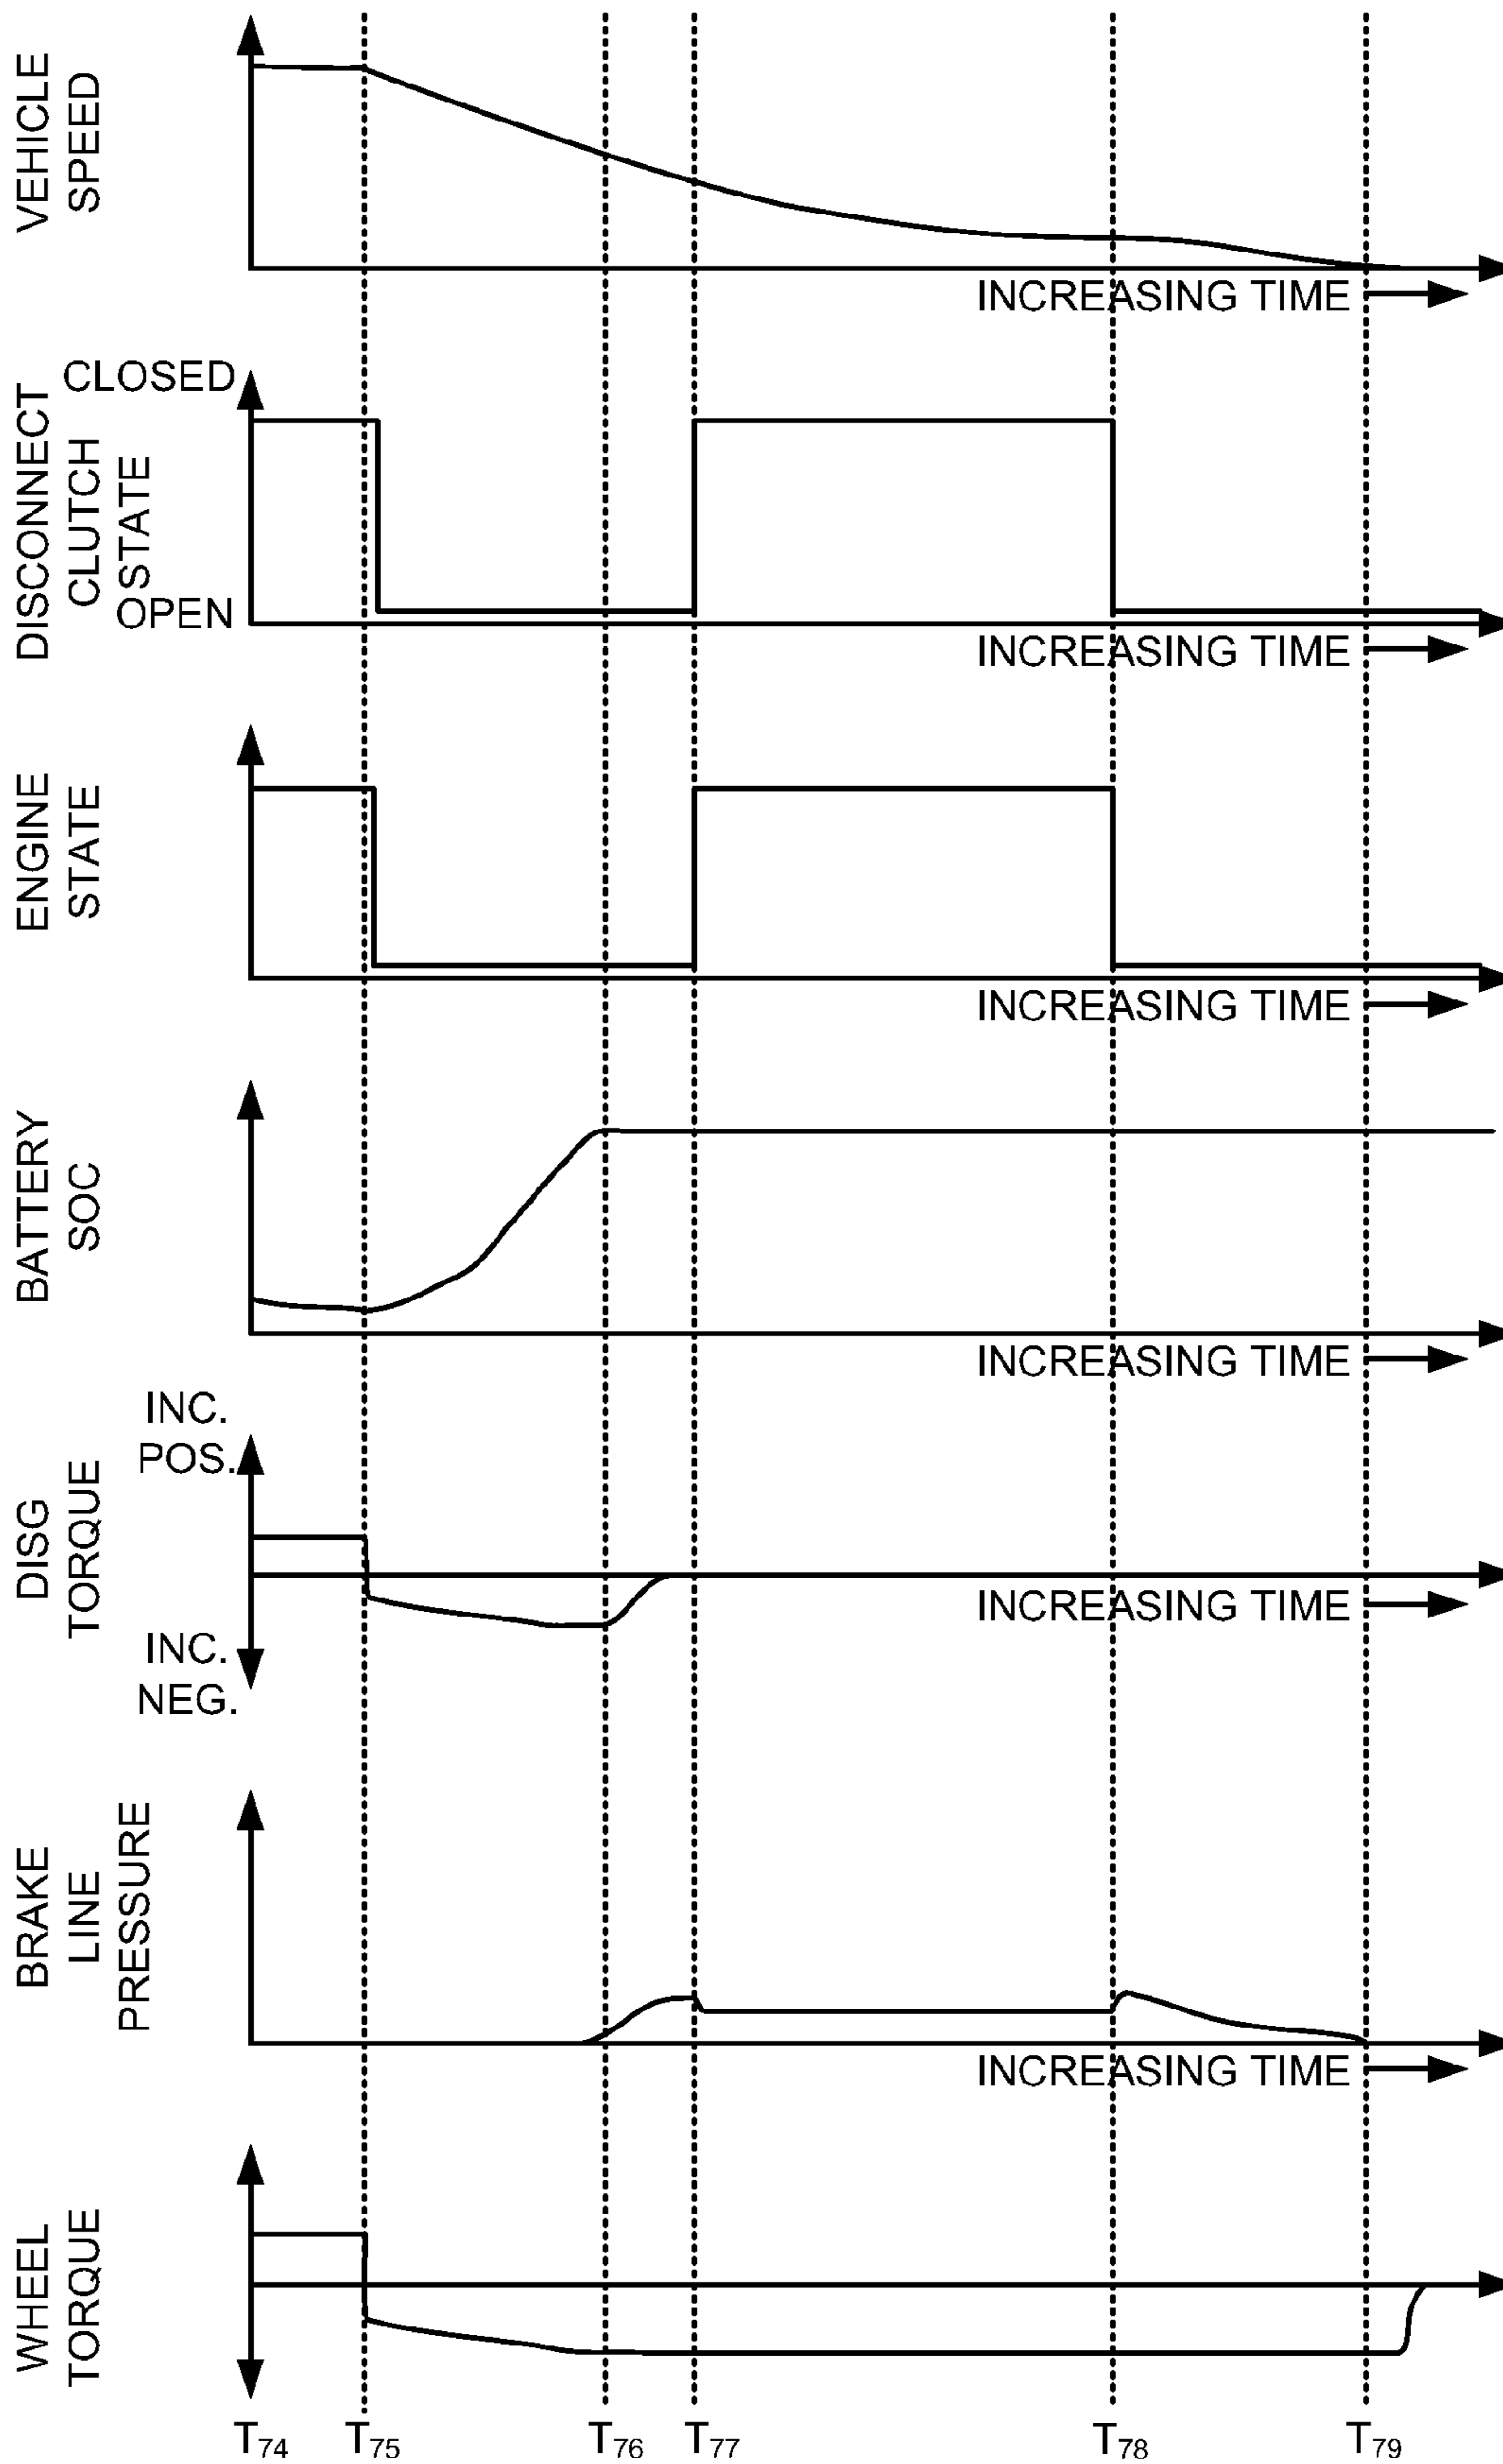 VEHICLE
SPEED
INCREASING TIME
DISCONNECT
CLUTCH
STATE
CLOSED
OPEN
INCREASING TIME
ENGINE
STATE
INCREASING TIME
BATTERY
SOC
INCREASING TIME
DISG
TORQUE
INC.
POS.
INC.
NEG.
INCREASING TIME
BRAKE
LINE
PRESSURE
INCREASING TIME
WHEEL
TORQUE
T74 T75 T76 T77 T78 T79